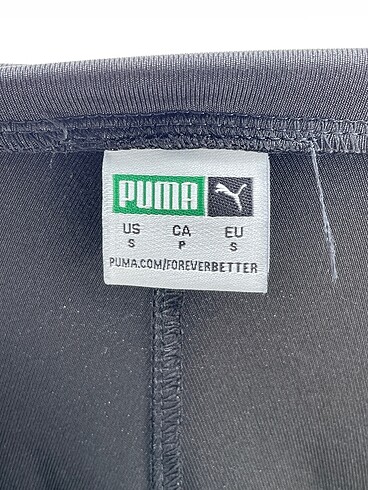 PUMA
US CA EU
S P S
PUMA.COM/FOREVERBETTER